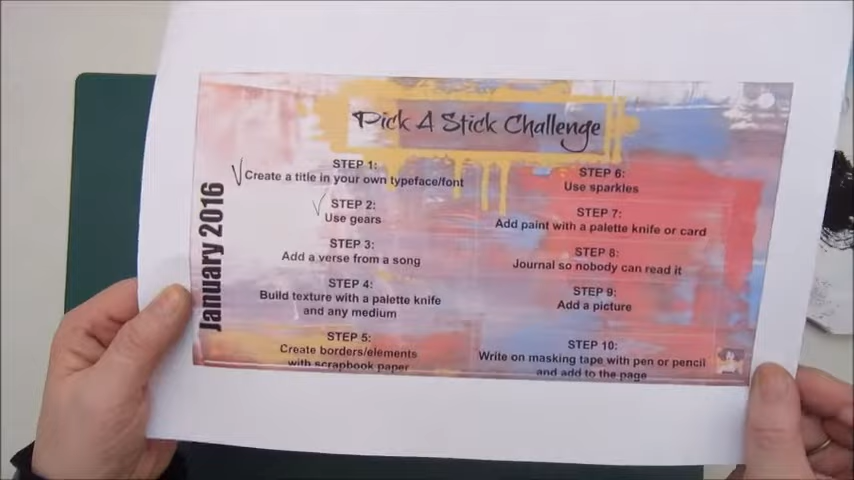 Pick A Stick Challenge
January 2016
STEP 1:
Create a title in your own typeface/font
STEP 2:
Use gears
STEP 3:
Add a verse from a song
STEP 4:
Build texture with a palette knife
and any medium
STEP 5:
Create borders/elements
with scrapbook paper
STEP 6:
Use sparkles
STEP 7:
Add paint with a palette knife or card
STEP 8:
Journal so nobody can read it
STEP 9:
Add a picture
STEP 10:
Write on masking tape with pen or pencil
and add to the page